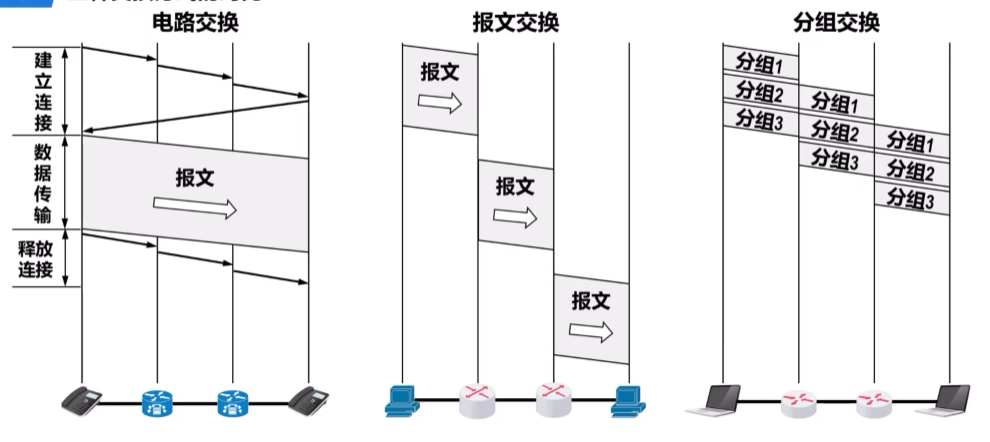 电路交换
报文交换
分组交换
建立连接
数据传输
释放
连接
报文
报文
报文
报文
分组1
分组2
分组3
分组1
分组2
分组3
分组1
分组2
分组3